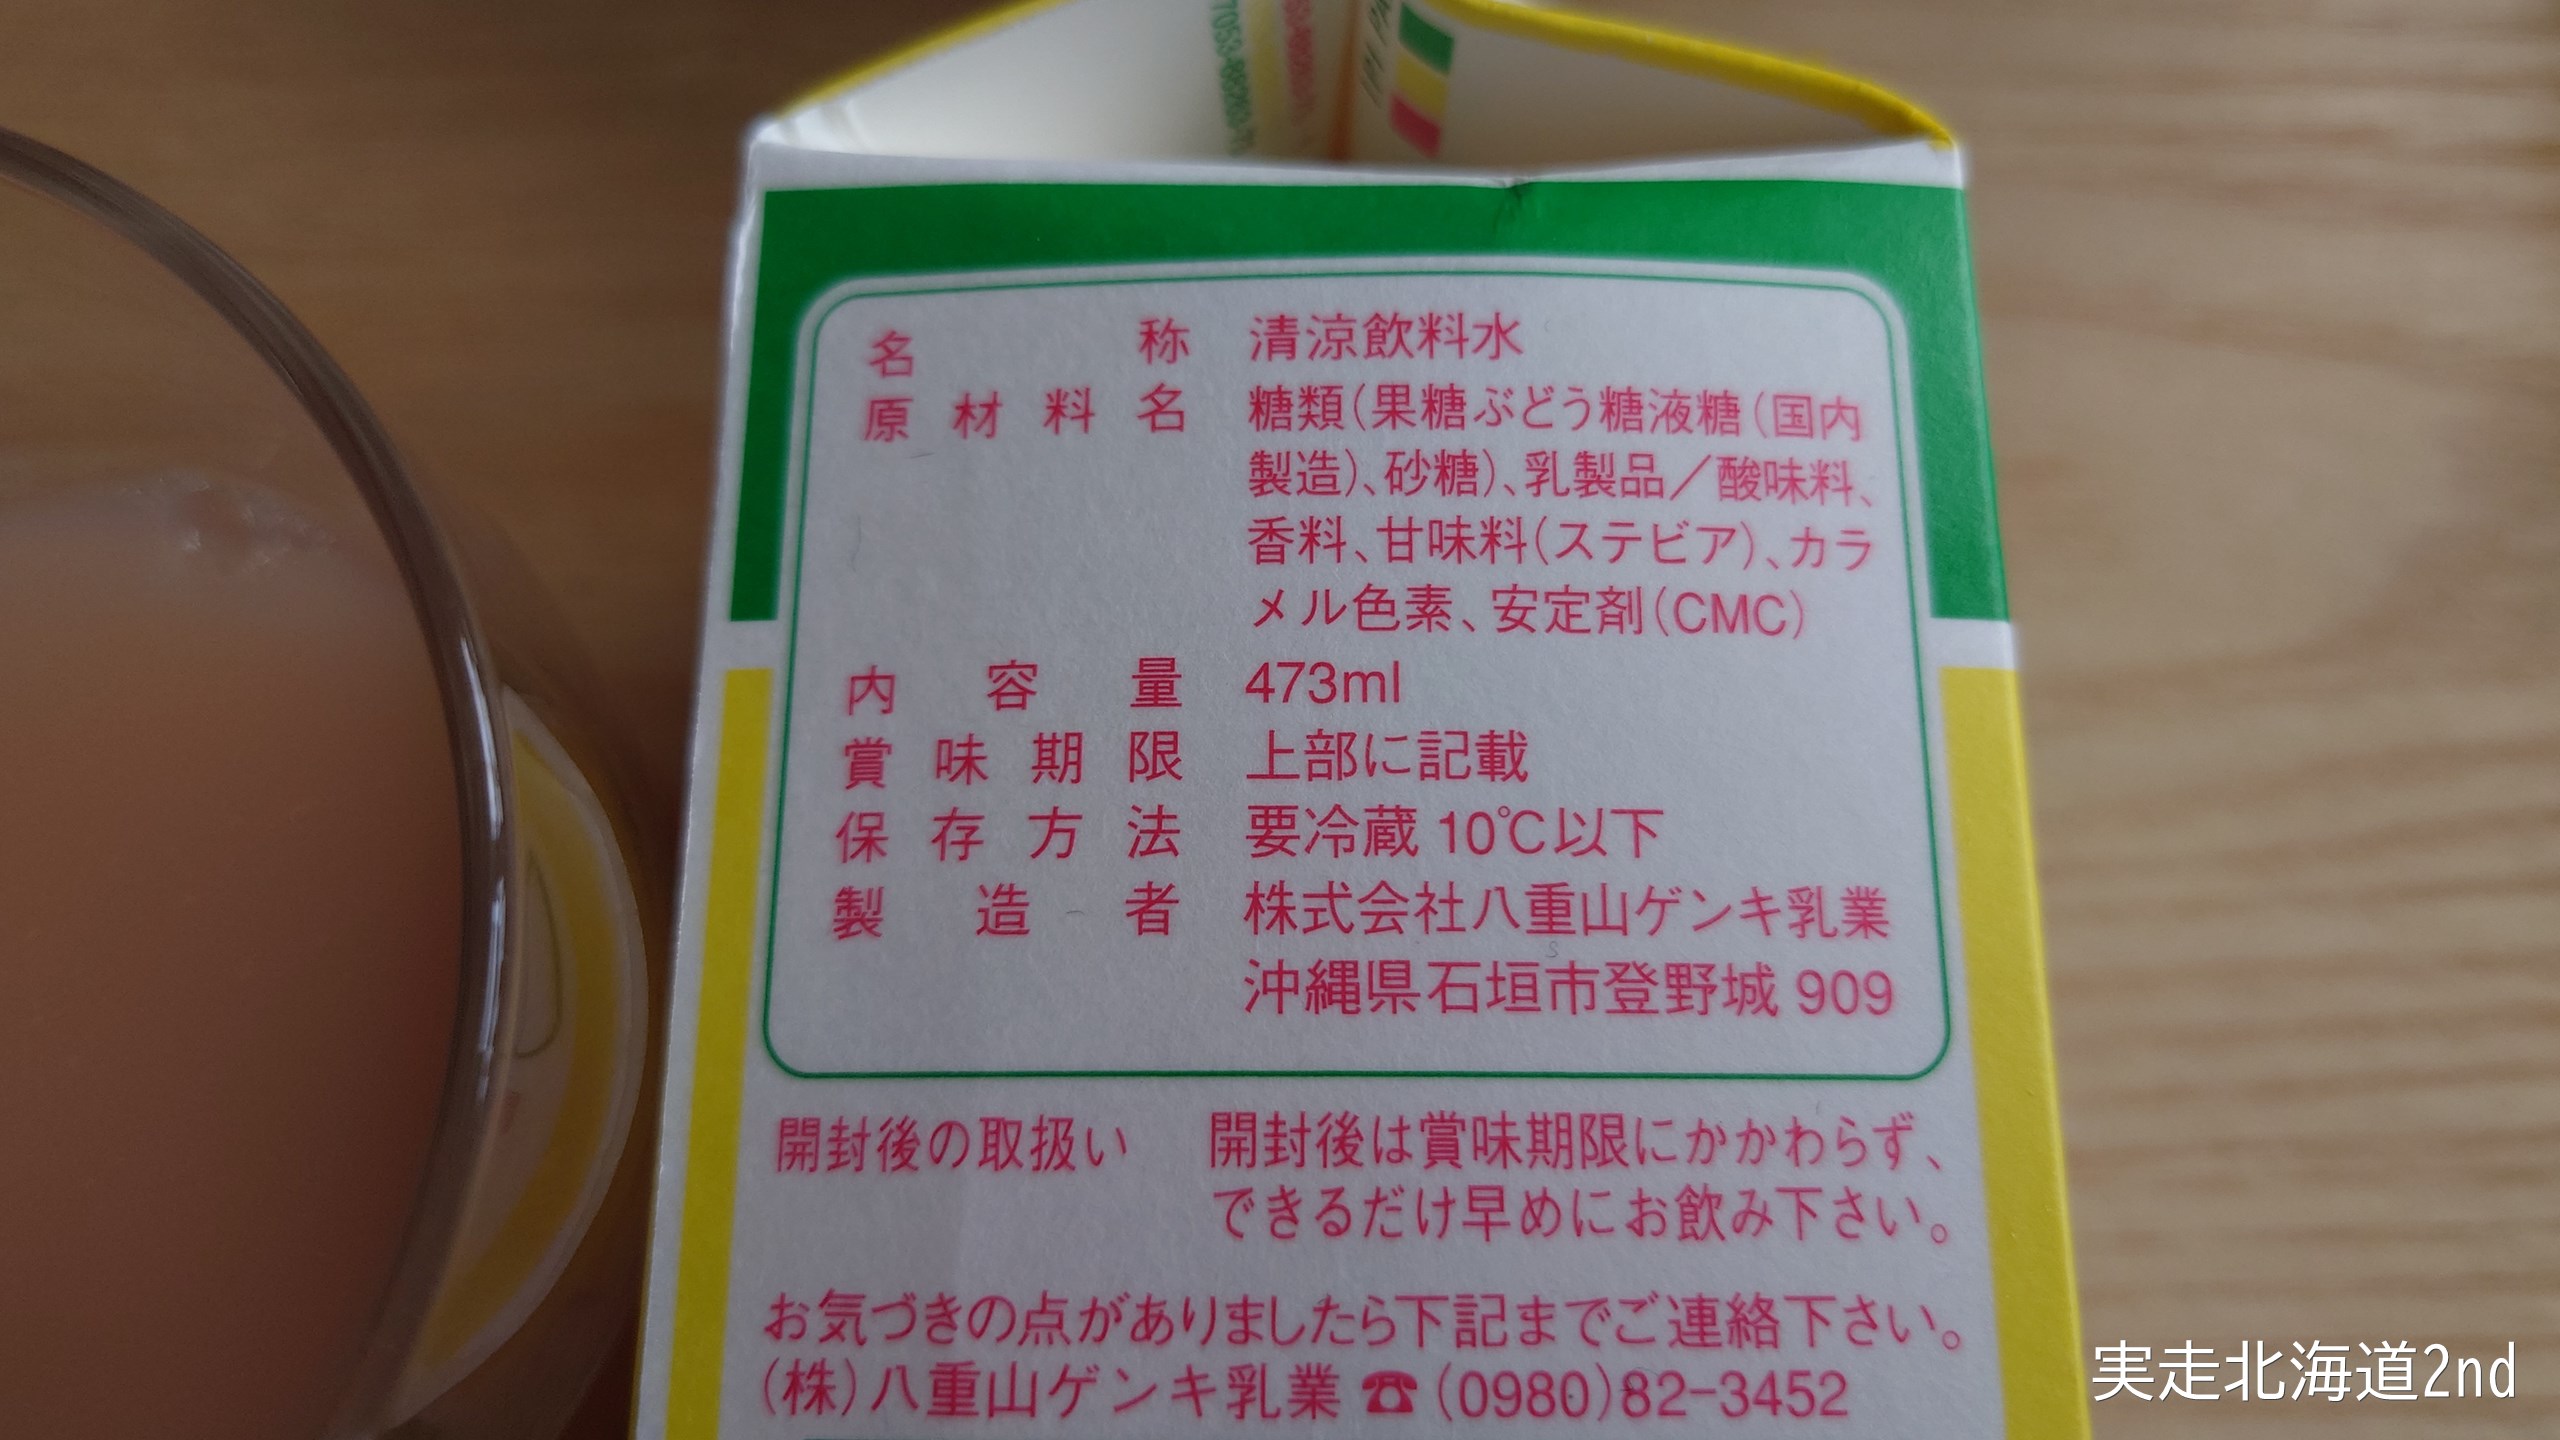 名称 清涼飲料水
原材料名 糖類(果糖ぶどう糖液糖(国内
製造)、砂糖)、乳製品／酸味料、
香料、甘味料(ステビア)、カラ
メル色素、安定剤(CMC)
内容量 473ml
賞味期限 上部に記載
保存方法 要冷蔵 10℃以下
製造者 株式会社八重山ゲンキ乳業
沖縄県石垣市登野城 909
開封後の取扱い 開封後は賞味期限にかかわらず、
できるだけ早めにお飲み下さい。
お気づきの点がありましたら下記までご連絡下さい。
(株)八重山ゲンキ乳業 ☎(0980)82-3452
実走北海道2nd